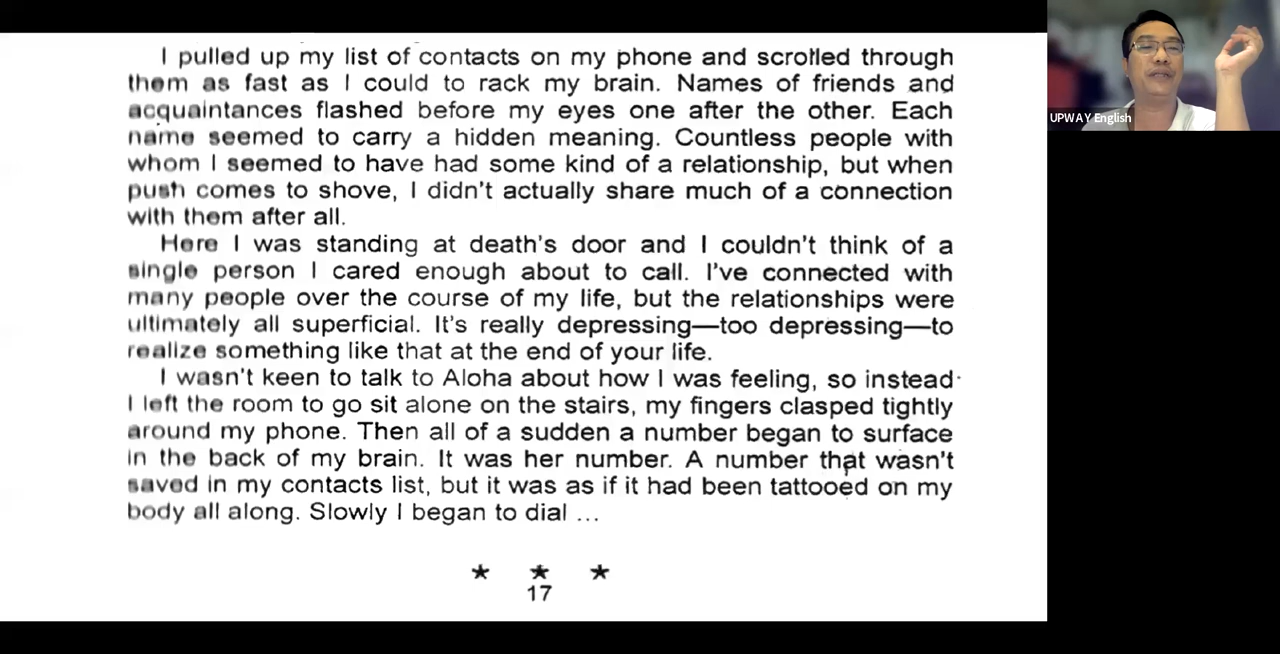 I pulled up my list of contacts on my phone and scrolled through
them as fast as I could to rack my brain. Names of friends and
acquaintances flashed before my eyes one after the other. Each
name seemed to carry a hidden meaning. Countless people with
whom I seemed to have had some kind of a relationship, but when
push comes to shove, I didn't actually share much of a connection
with them after all.
Here I was standing at death's door and I couldn't think of a
single person I cared enough about to call. I've connected with
many people over the course of my life, but the relationships were
ultimately all superficial. It's really depressing—too depressing—to
realize something like that at the end of your life.
I wasn't keen to talk to Aloha about how I was feeling, so instead
I left the room to go sit alone on the stairs, my fingers clasped tightly
around my phone. Then all of a sudden a number began to surface
in the back of my brain. It was her number. A number that wasn't
saved in my contacts list, but it was as if it had been tattooed on my
body all along. Slowly I began to dial ...
★ ★ ★
17
UPWAY English